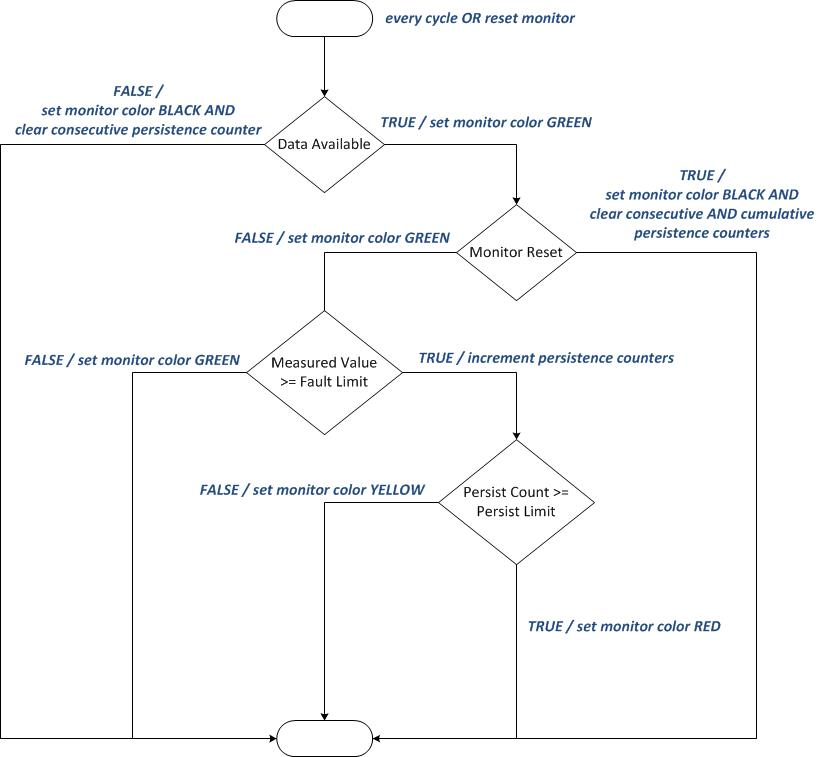 every cycle OR reset monitor
FALSE /
set monitor color BLACK AND
clear consecutive persistence counter
TRUE / set monitor color GREEN
Data Available
TRUE /
set monitor color BLACK AND
clear consecutive AND cumulative
persistence counters
FALSE / set monitor color GREEN
Monitor Reset
FALSE / set monitor color GREEN
Measured Value
>= Fault Limit
TRUE / increment persistence counters
FALSE / set monitor color YELLOW
Persist Count >=
Persist Limit
TRUE / set monitor color RED